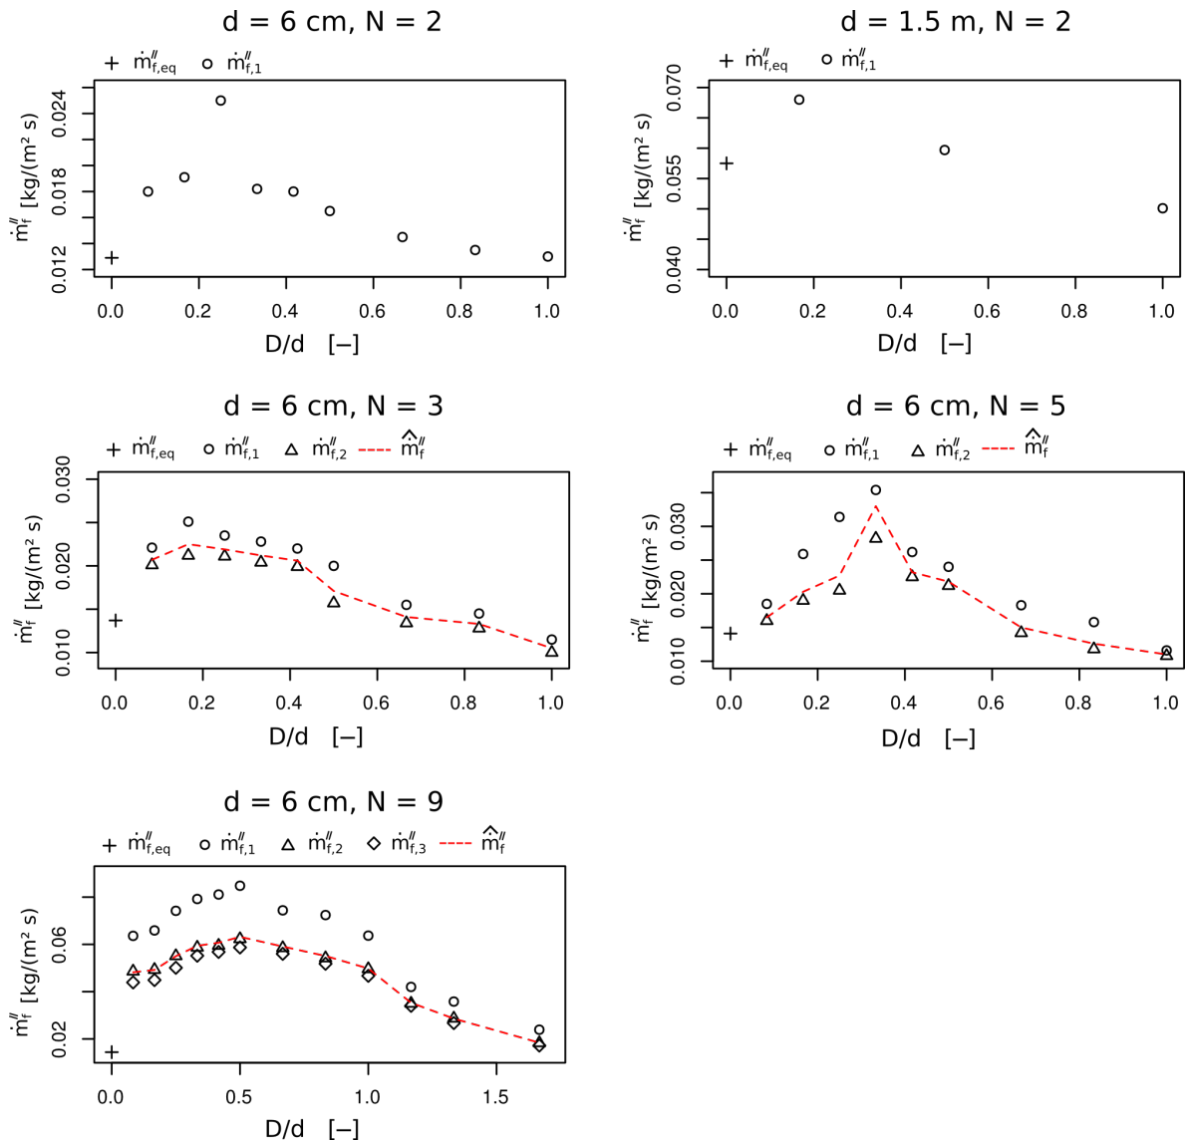 d = 6 cm, N = 2
+ ṁ″f,eq ○ ṁ″f,1
ṁ″f [kg/(m² s)]
0.024
0.018
0.012
0.0 0.2 0.4 0.6 0.8 1.0
D/d [–]
d = 1.5 m, N = 2
+ ṁ″f,eq ○ ṁ″f,1
ṁ″f [kg/(m² s)]
0.070
0.055
0.040
0.0 0.2 0.4 0.6 0.8 1.0
D/d [–]
d = 6 cm, N = 3
+ ṁ″f,eq ○ ṁ″f,1 △ ṁ″f,2 ---- ṁ̂″f
ṁ″f [kg/(m² s)]
0.030
0.020
0.010
0.0 0.2 0.4 0.6 0.8 1.0
D/d [–]
d = 6 cm, N = 5
+ ṁ″f,eq ○ ṁ″f,1 △ ṁ″f,2 ---- ṁ̂″f
ṁ″f [kg/(m² s)]
0.030
0.020
0.010
0.0 0.2 0.4 0.6 0.8 1.0
D/d [–]
d = 6 cm, N = 9
+ ṁ″f,eq ○ ṁ″f,1 △ ṁ″f,2 ◇ ṁ″f,3 ---- ṁ̂″f
ṁ″f [kg/(m² s)]
0.06
0.02
0.0 0.5 1.0 1.5
D/d [–]